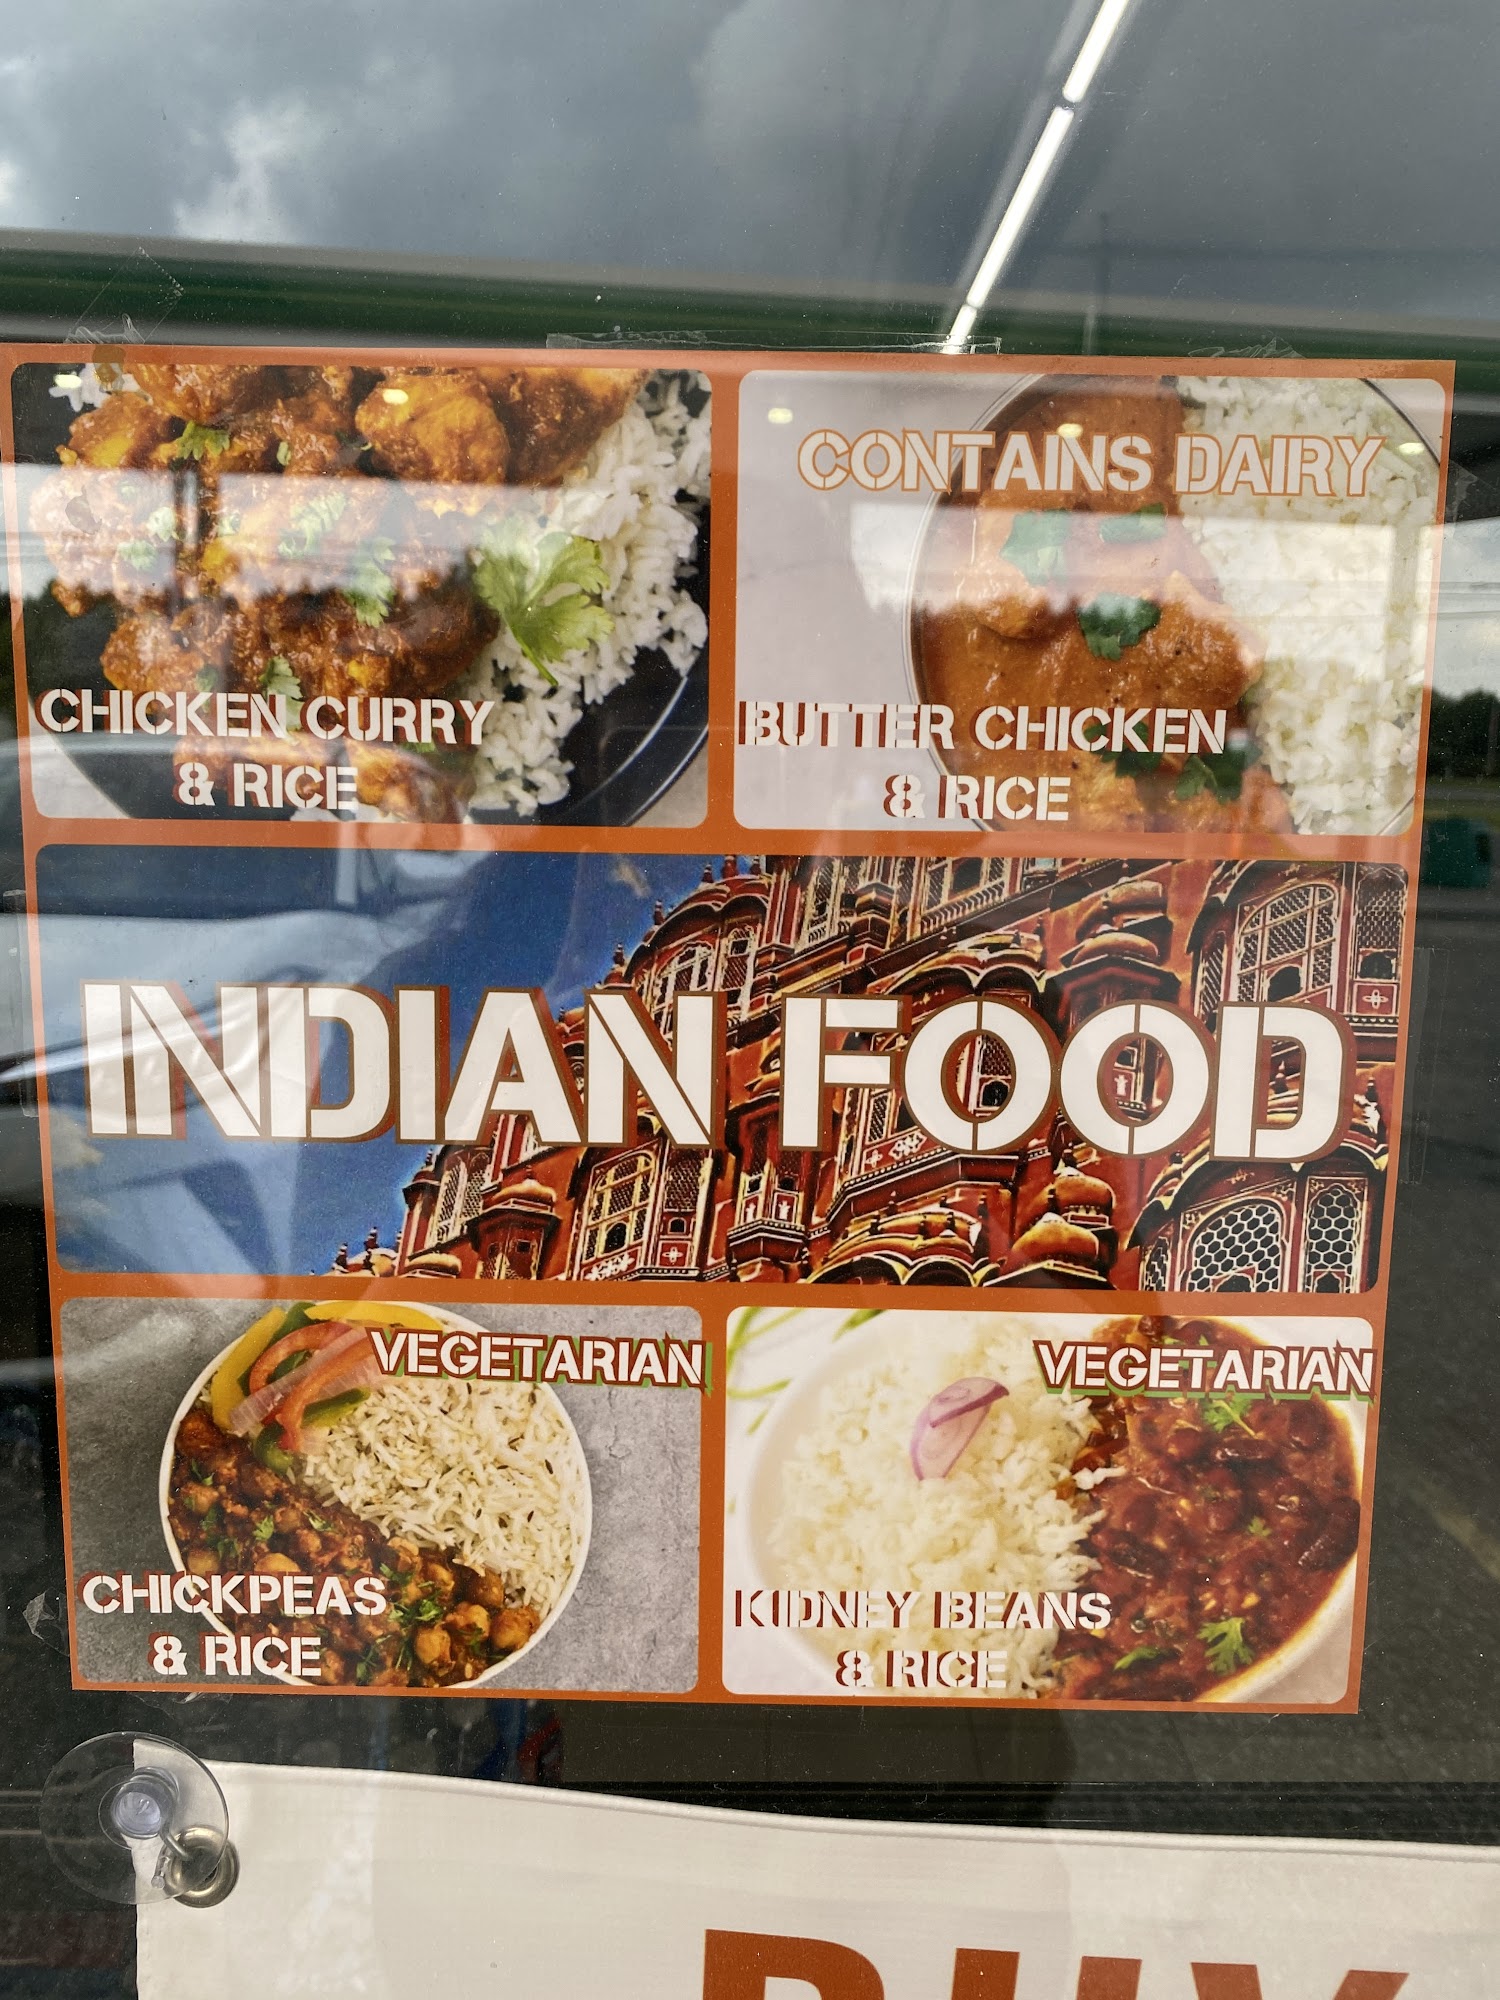 CONTAINS DAIRY
CHICKEN CURRY
& RICE
BUTTER CHICKEN
& RICE
INDIAN FOOD
VEGETARIAN
CHICKPEAS
& RICE
VEGETARIAN
KIDNEY BEANS
& RICE